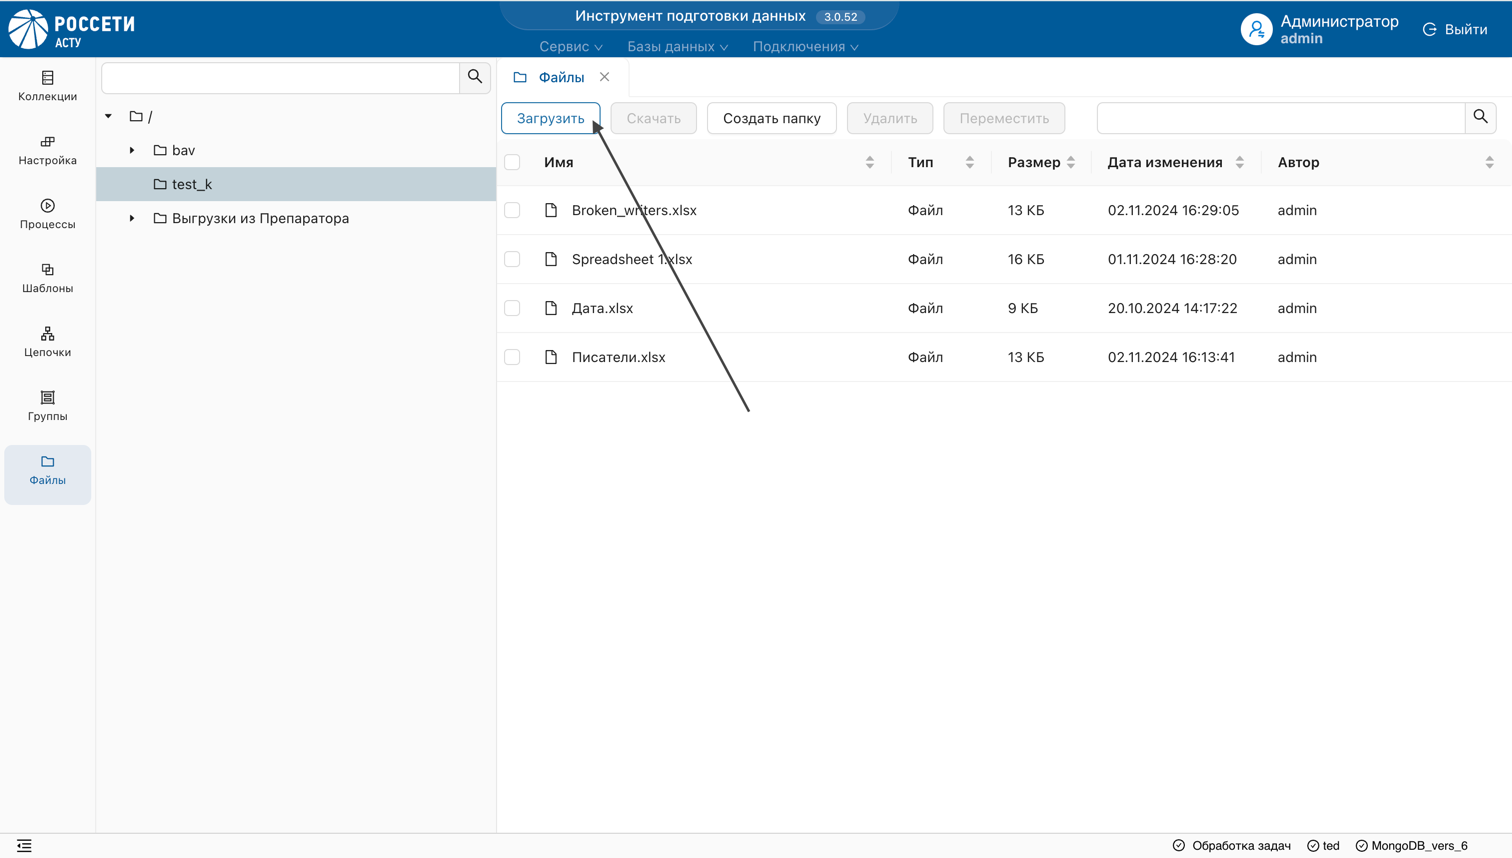 РОССЕТИ
АСТУ
Инструмент подготовки данных 3.0.52
Сервис Базы данных Подключения
Администратор
admin
Выйти
Коллекции
Настройка
Процессы
Шаблоны
Цепочки
Группы
Файлы
/
bav
test_k
Выгрузки из Препаратора
Файлы
Загрузить Скачать Создать папку Удалить Переместить
Имя Тип Размер Дата изменения Автор
Broken_writers.xlsx Файл 13 КБ 02.11.2024 16:29:05 admin
Spreadsheet 1.xlsx Файл 16 КБ 01.11.2024 16:28:20 admin
Дата.xlsx Файл 9 КБ 20.10.2024 14:17:22 admin
Писатели.xlsx Файл 13 КБ 02.11.2024 16:13:41 admin
Обработка задач ted MongoDB_vers_6